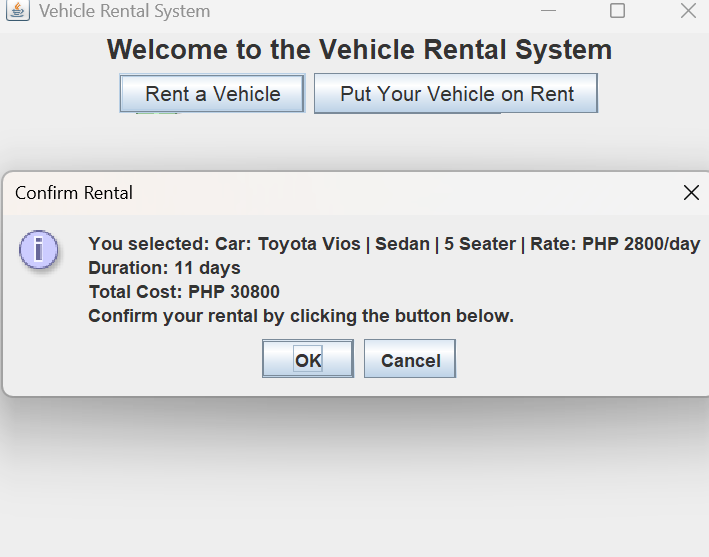 Vehicle Rental System
Welcome to the Vehicle Rental System
Rent a Vehicle
Put Your Vehicle on Rent
Confirm Rental
You selected: Car: Toyota Vios | Sedan | 5 Seater | Rate: PHP 2800/day
Duration: 11 days
Total Cost: PHP 30800
Confirm your rental by clicking the button below.
OK
Cancel